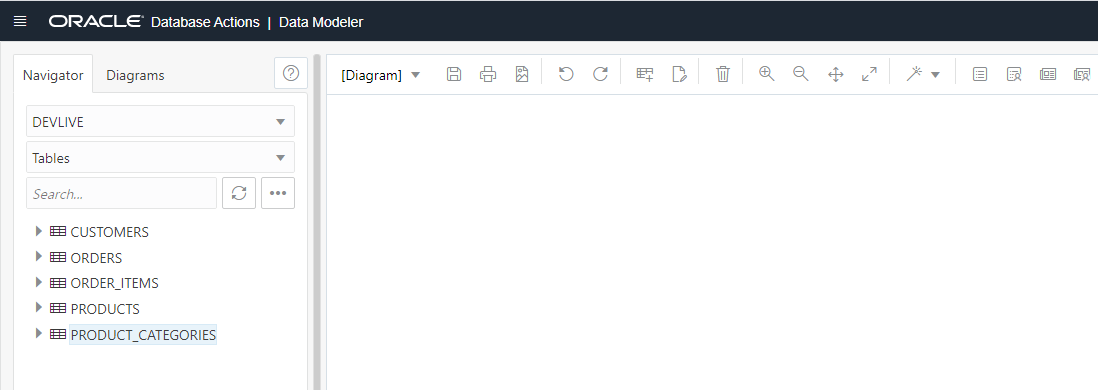 ORACLE Database Actions | Data Modeler
Navigator Diagrams
[Diagram]
DEVLIVE
Tables
Search...
CUSTOMERS
ORDERS
ORDER_ITEMS
PRODUCTS
PRODUCT_CATEGORIES